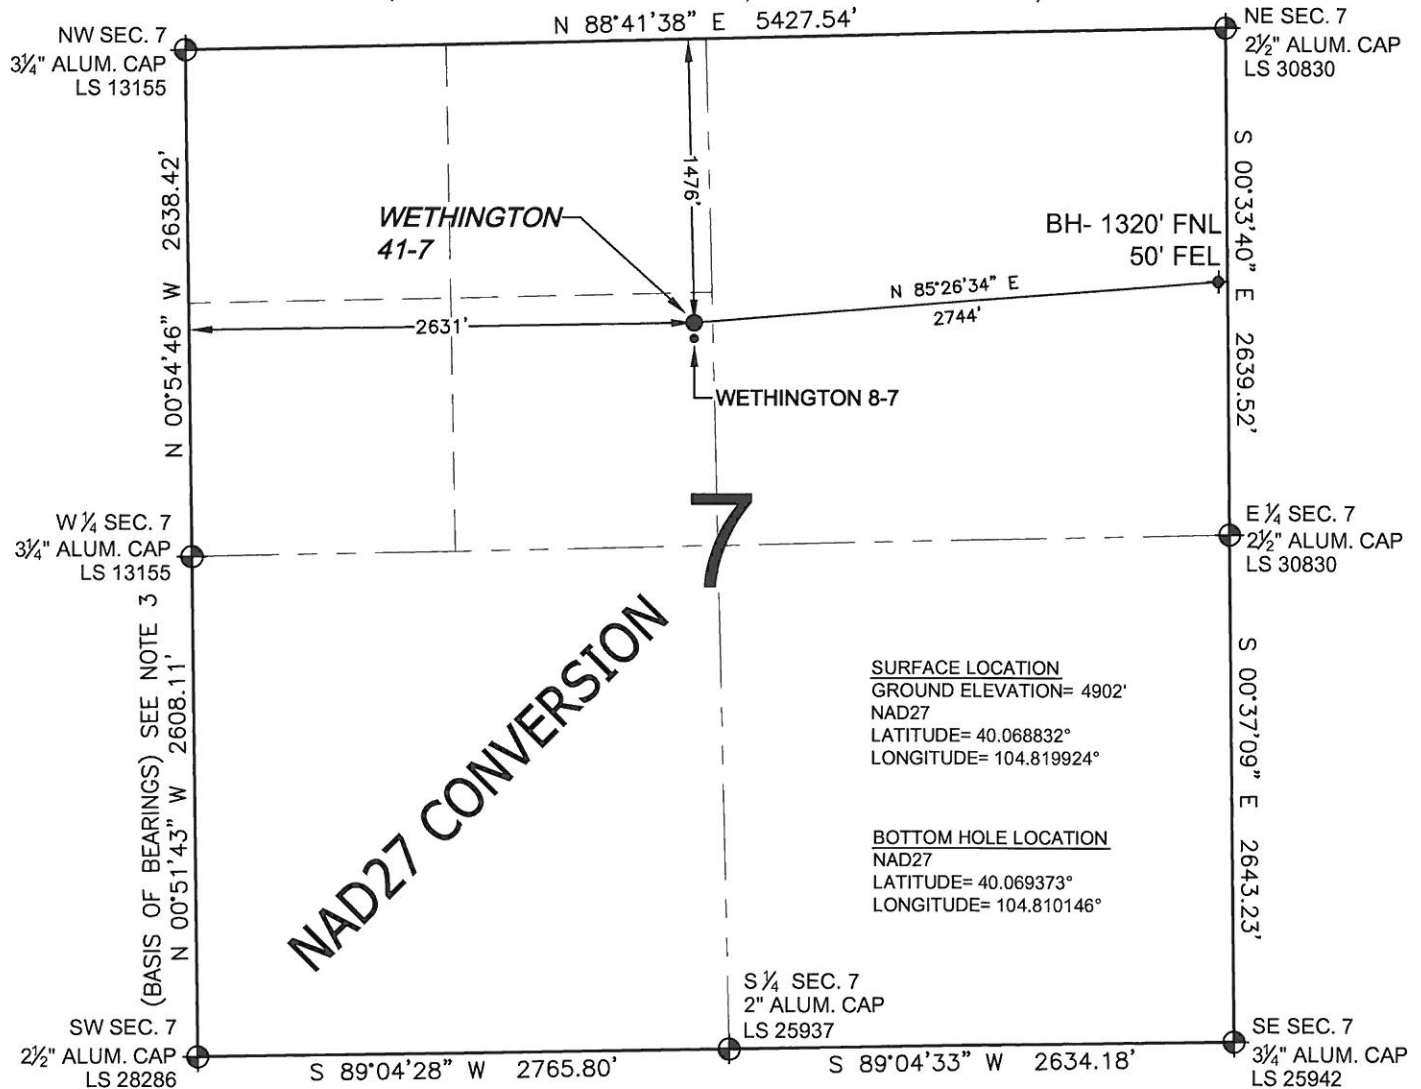 N 88°41'38" E 5427.54'
NW SEC. 7
3¼" ALUM. CAP
LS 13155
NE SEC. 7
2½" ALUM. CAP
LS 30830
N 00°54'46" W 2638.42'
1476'
S 00°33'40" E 2639.52'
WETHINGTON
41-7
BH- 1320' FNL
50' FEL
N 85°26'34" E
2744'
2631'
WETHINGTON 8-7
7
W ¼ SEC. 7
3¼" ALUM. CAP
LS 13155
E ¼ SEC. 7
2½" ALUM. CAP
LS 30830
(BASIS OF BEARINGS) SEE NOTE 3
N 00°51'43" W 2608.11'
NAD27 CONVERSION
SURFACE LOCATION
GROUND ELEVATION= 4902'
NAD27
LATITUDE= 40.068832°
LONGITUDE= 104.819924°
BOTTOM HOLE LOCATION
NAD27
LATITUDE= 40.069373°
LONGITUDE= 104.810146°
S 00°37'09" E 2643.23'
S ¼ SEC. 7
2" ALUM. CAP
LS 25937
SW SEC. 7
2½" ALUM. CAP
LS 28286
S 89°04'28" W 2765.80'
S 89°04'33" W 2634.18'
SE SEC. 7
3¼" ALUM. CAP
LS 25942